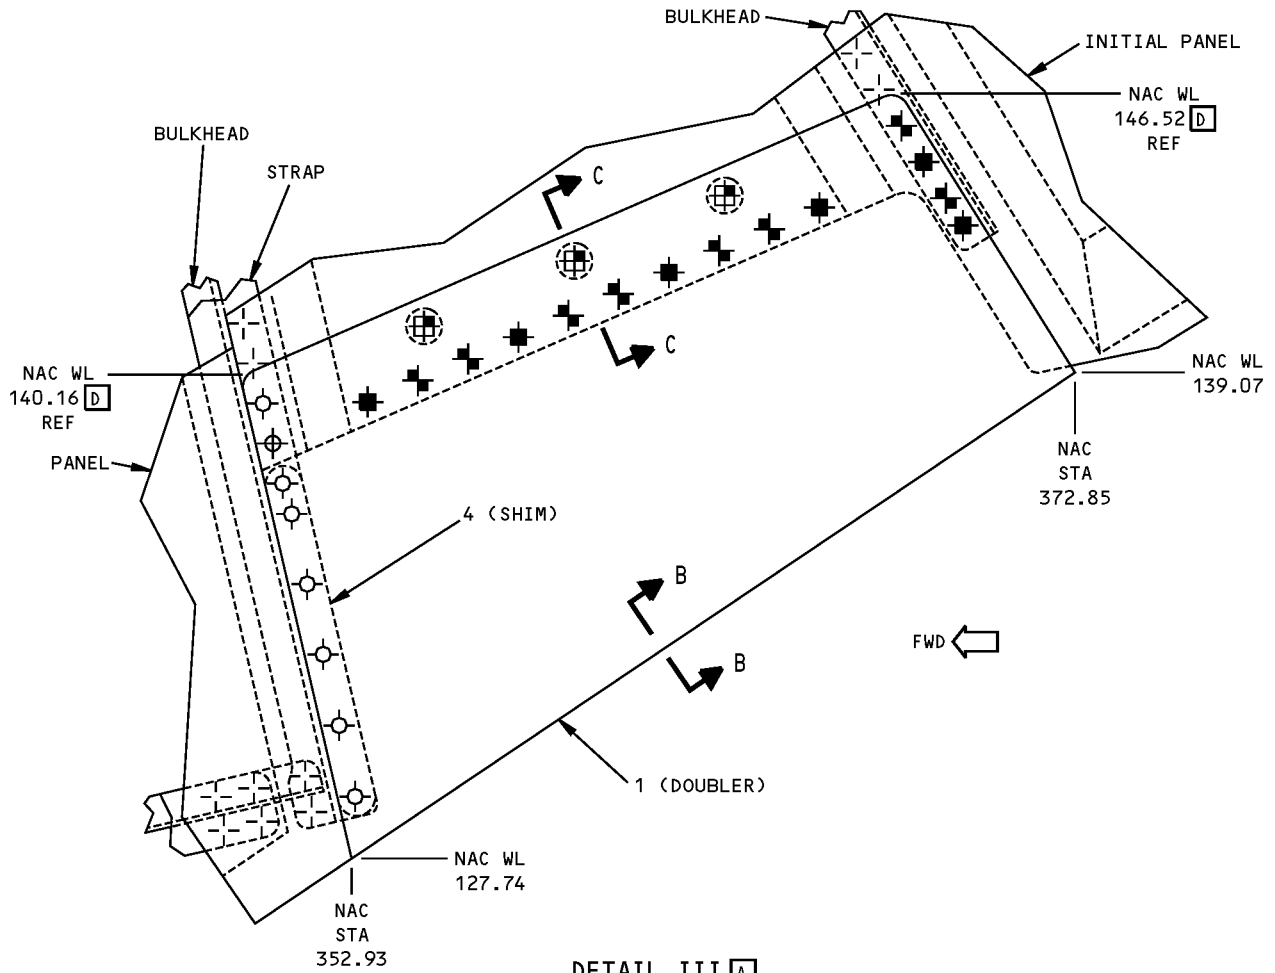 BULKHEAD
INITIAL PANEL
NAC WL
146.52 D
REF
BULKHEAD
STRAP
C
C
NAC WL
140.16 D
REF
NAC WL
139.07
PANEL
NAC
STA
372.85
4 (SHIM)
B
FWD
B
1 (DOUBLER)
NAC WL
127.74
NAC
STA
352.93
DETAIL III A